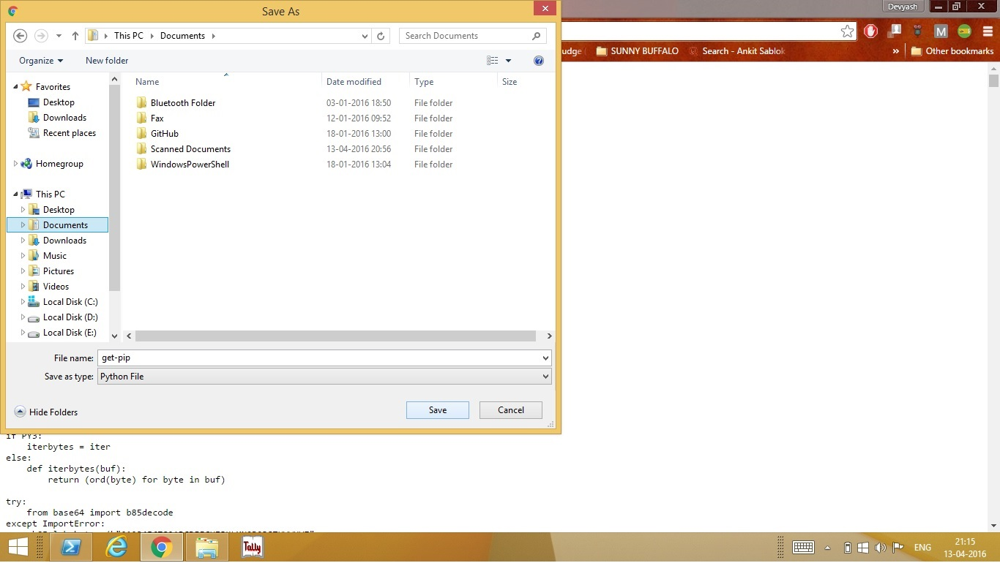 Save As
Devyash
This PC Documents
Search Documents
Organize
New folder
udge
SUNNY BUFFALO
Search - Ankit Sablok
»
Other bookmarks
Name Date modified Type Size
Favorites
Desktop
Downloads
Recent places
Homegroup
This PC
Desktop
Documents
Downloads
Music
Pictures
Videos
Local Disk (C:)
Local Disk (D:)
Local Disk (E:)
Bluetooth Folder 03-01-2016 18:50 File folder
Fax 12-01-2016 09:52 File folder
GitHub 18-01-2016 13:00 File folder
Scanned Documents 13-04-2016 20:56 File folder
WindowsPowerShell 18-01-2016 13:04 File folder
File name: get-pip
Save as type: Python File
Hide Folders
Save
Cancel
if PY3:
iterbytes = iter
else:
def iterbytes(buf):
return (ord(byte) for byte in buf)
try:
from base64 import b85decode
except ImportError:
Tally
ENG
21:15
13-04-2016